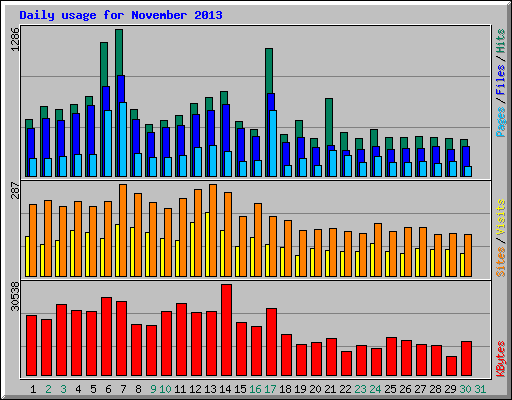 Daily usage for November 2013
1286
Pages / Files / Hits
287
Sites / Visits
30538
KBytes
1 2 3 4 5 6 7 8 9 10 11 12 13 14 15 16 17 18 19 20 21 22 23 24 25 26 27 28 29 30 31